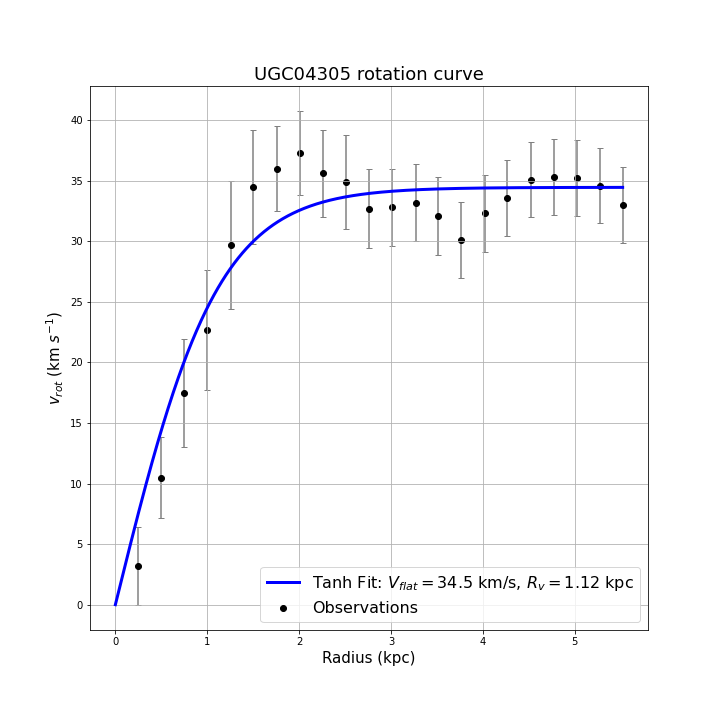 UGC04305 rotation curve
40
35
30
25
20
15
10
5
0
v_rot (km s⁻¹)
Tanh Fit: V_flat = 34.5 km/s, R_v = 1.12 kpc
Observations
0 1 2 3 4 5
Radius (kpc)